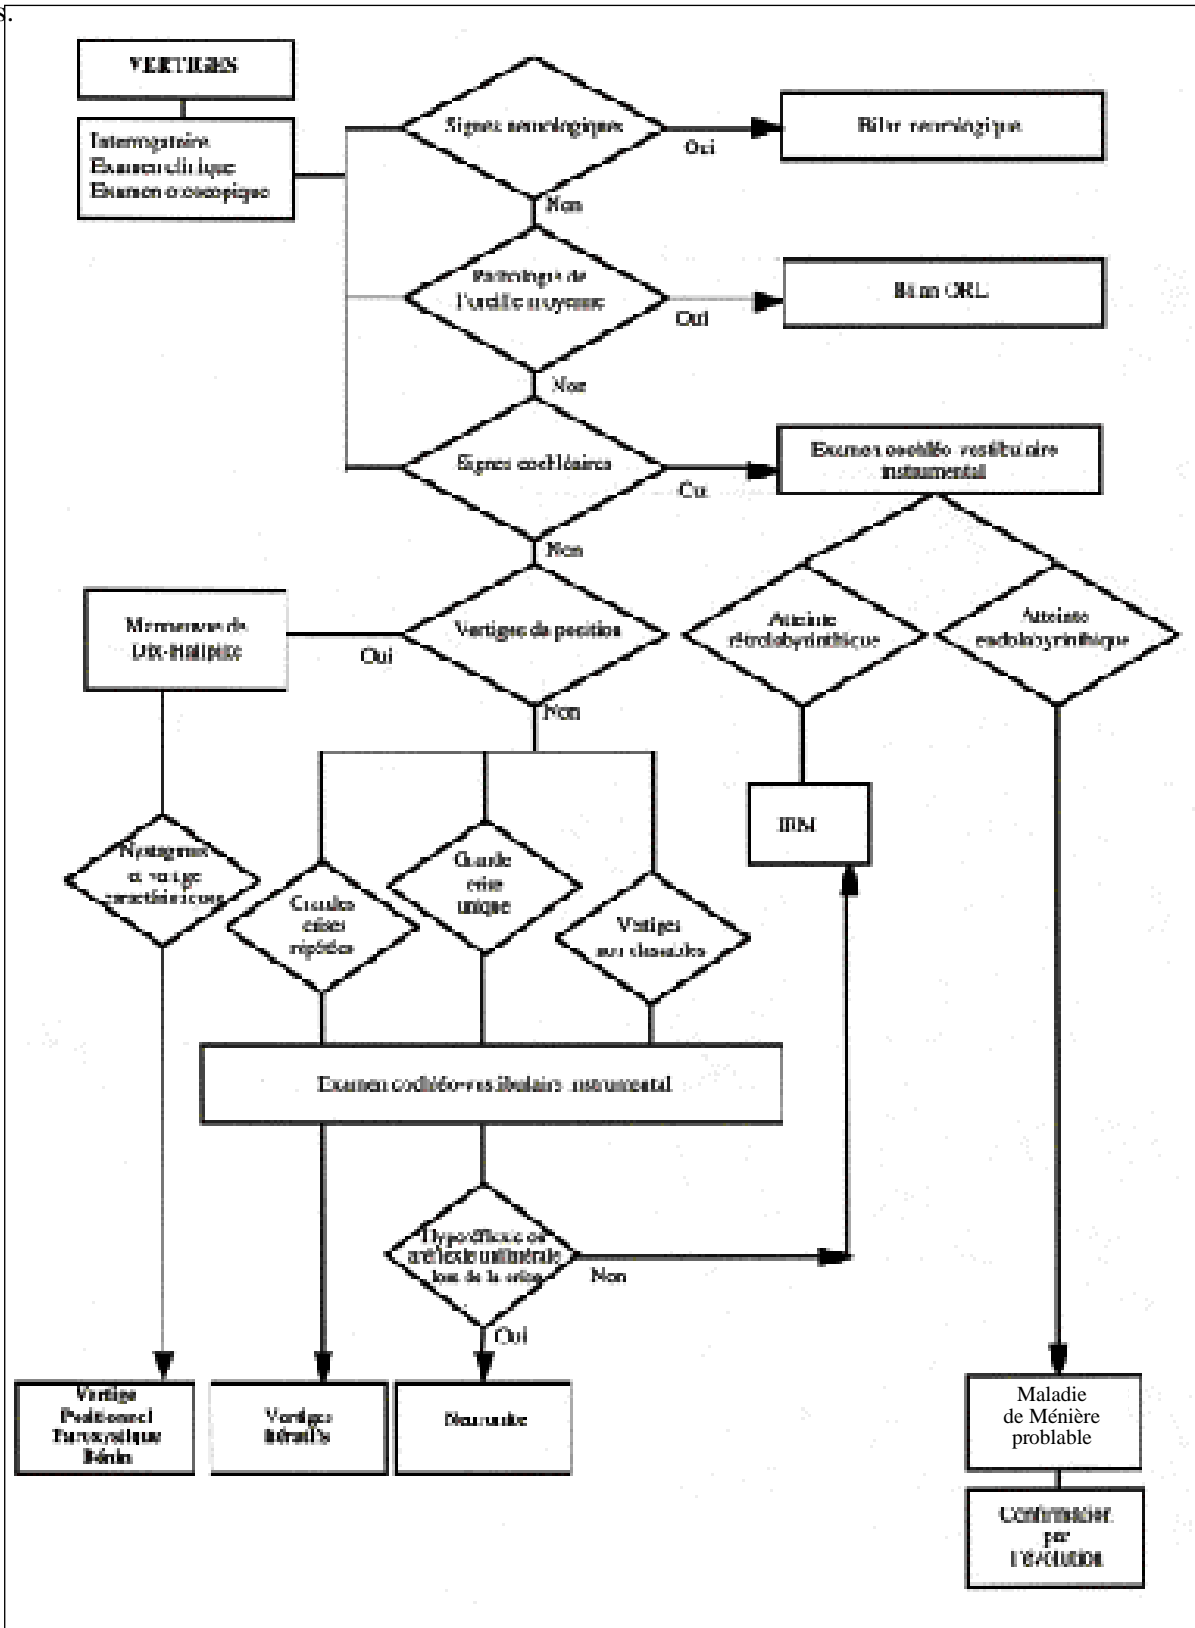 s.
VERTIGES
Interrogatoire
Examen clinique
Examen otoscopique
Signes neurologiques
Oui
Bilan neurologique
Non
Pathologie de
l'oreille moyenne
Oui
Bilan ORL
Non
Signes cochléaires
Oui
Examen cochléo-vestibulaire
instrumental
Non
Manoeuvre de
Dix-Hallpike
Oui
Vertiges de position
Non
Atteinte
rétrolabyrinthique
Atteinte
endolabyrinthique
IRM
Nystagmus
et vertige
caractéristiques
Grandes
crises
répétées
Grande
crise
unique
Vertiges
non classables
Examen cochléo-vestibulaire instrumental
Hyporéflexie ou
aréflexie unilatérale
lors de la crise
Non
Oui
Vertige
Positionnel
Paroxystique
Bénin
Vertiges
Itératifs
Neuronite
Maladie
de Ménière
problable
Confirmation
par
l'évolution